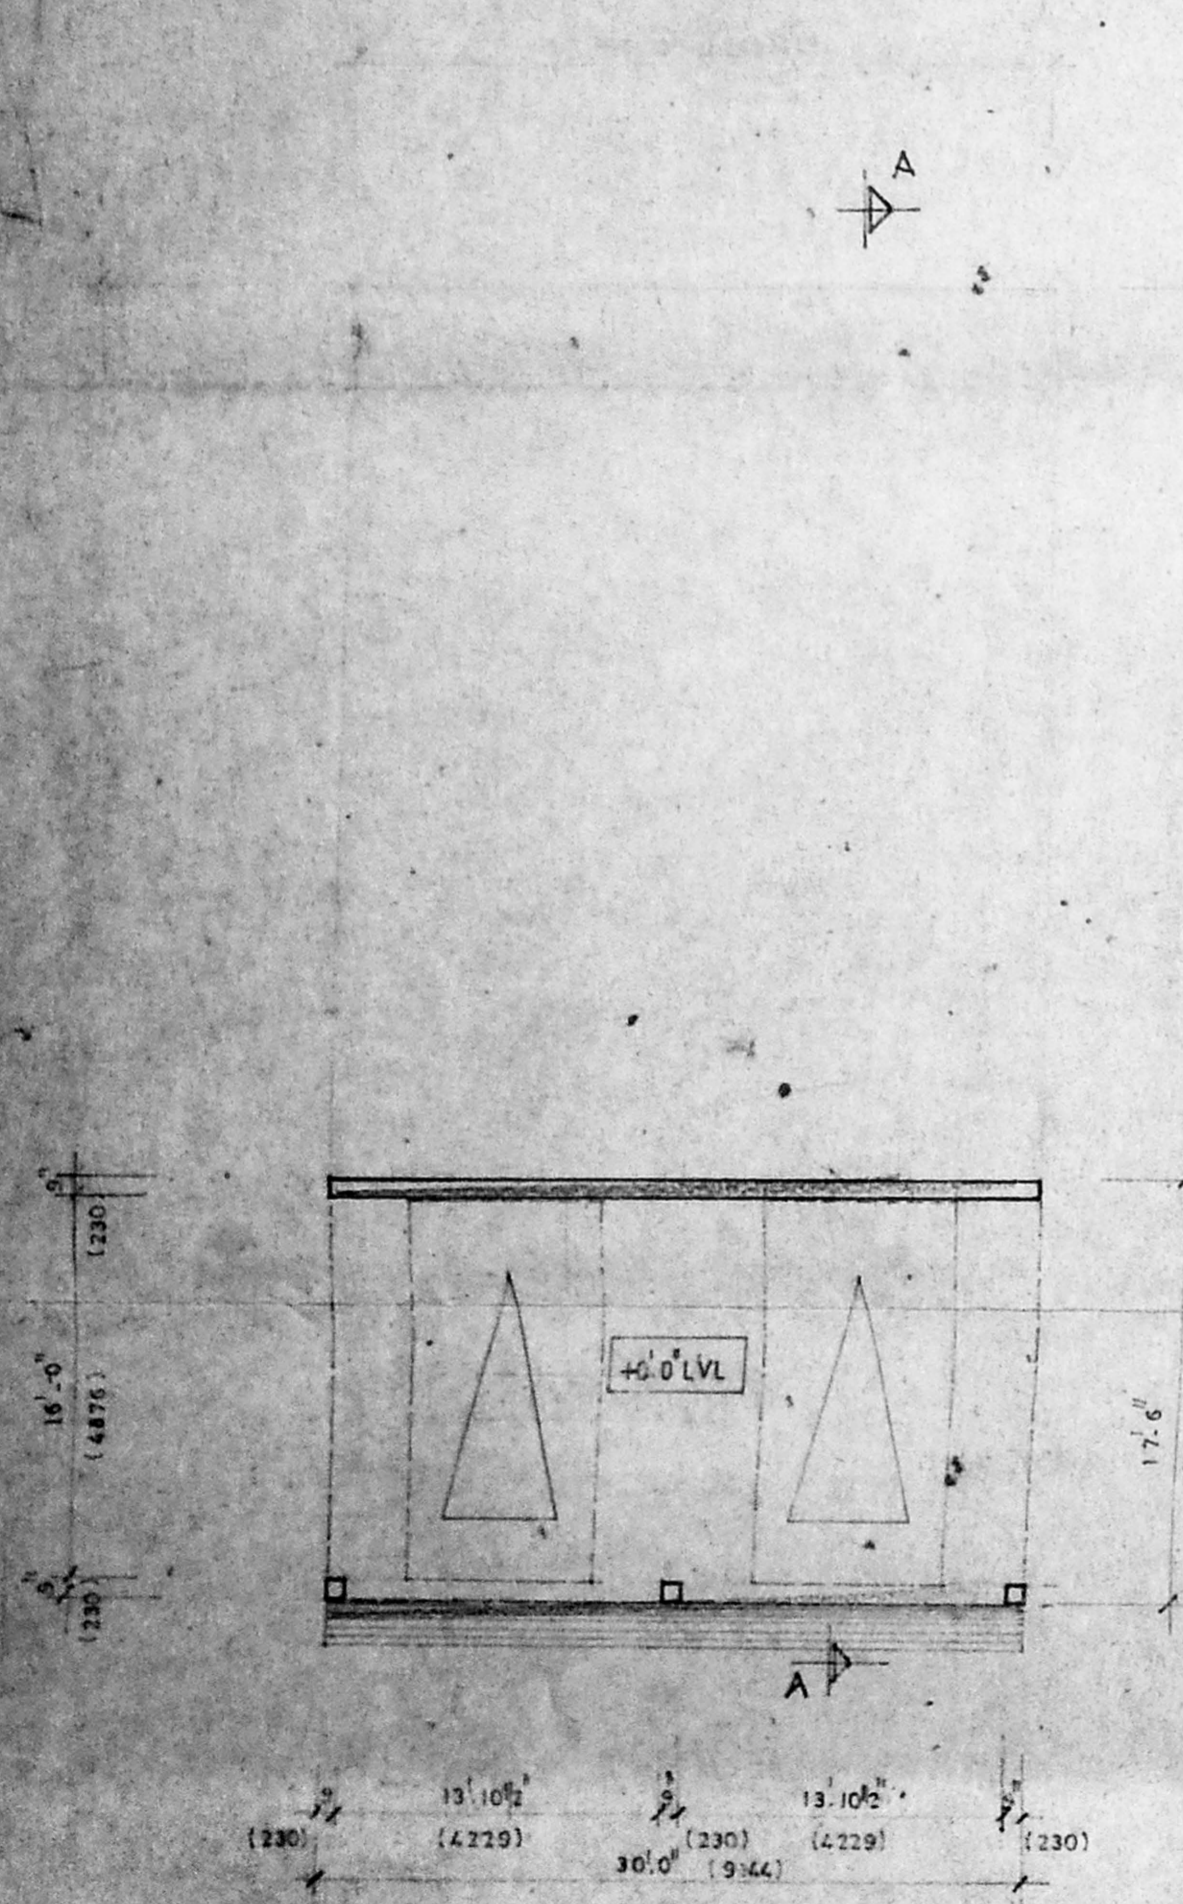 A
9"
(230)
16'-0"
(4876)
+0'.0" LVL
17'-6"
9"
(230)
A
9" 13'.10½" 9" 13'.10½" 9"
(230) (4229) (230) (4229) (230)
30'.0" (9144)